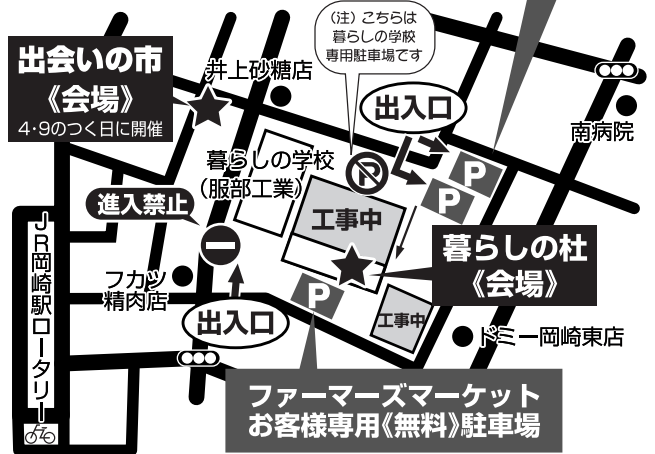 (注)こちらは
暮らしの学校
専用駐車場です
出会いの市
《会場》
4・9のつく日に開催
井上砂糖店
出入口
南病院
暮らしの学校
(服部工業)
P
P
P
進入禁止
工事中
暮らしの杜
《会場》
JR岡崎駅ロータリー
フカツ
精肉店
P
出入口
工事中
ドミー岡崎東店
ファーマーズマーケット
お客様専用《無料》駐車場